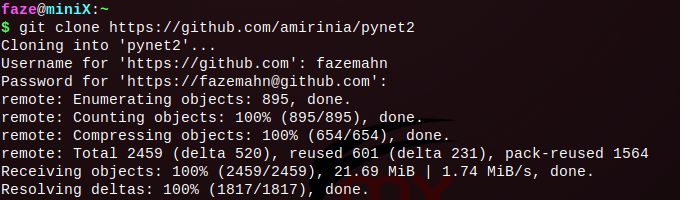 faze@miniX:~
$ git clone https://github.com/amirinia/pynet2
Cloning into 'pynet2'...
Username for 'https://github.com': fazemahn
Password for 'https://fazemahn@github.com':
remote: Enumerating objects: 895, done.
remote: Counting objects: 100% (895/895), done.
remote: Compressing objects: 100% (654/654), done.
remote: Total 2459 (delta 520), reused 601 (delta 231), pack-reused 1564
Receiving objects: 100% (2459/2459), 21.69 MiB | 1.74 MiB/s, done.
Resolving deltas: 100% (1817/1817), done.